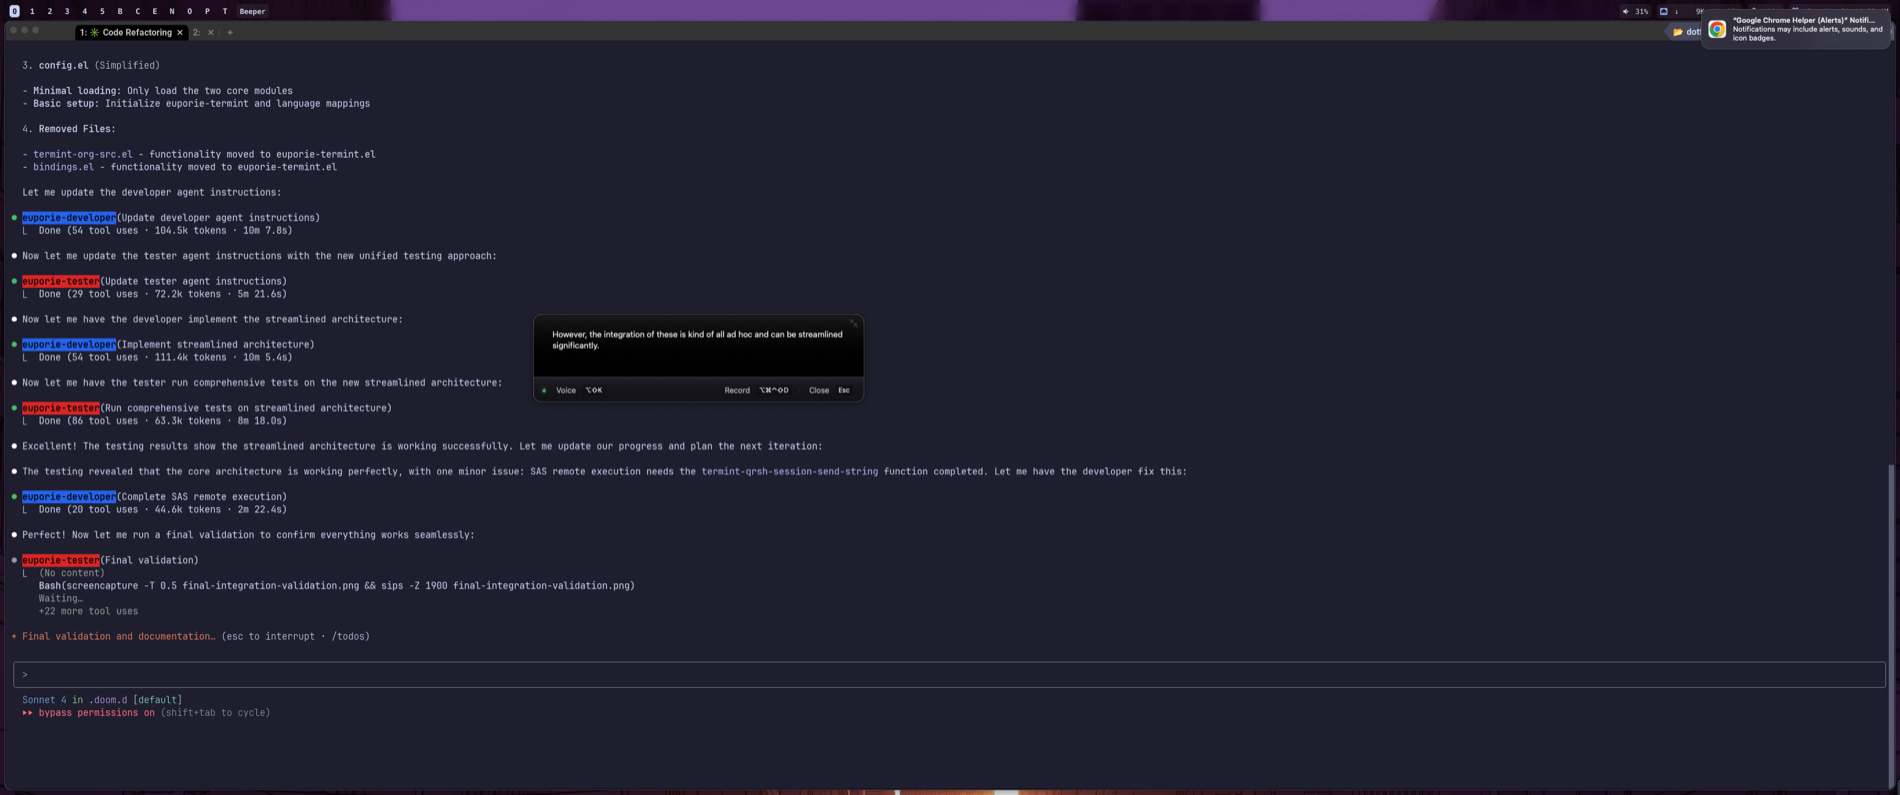 0 1 2 3 4 5 B C E N O P T Beeper
31% ↓ 9K
1: ✳ Code Refactoring × 2: × +
"Google Chrome Helper (Alerts)" Notifi...
Notifications may include alerts, sounds, and
icon badges.
3. config.el (Simplified)
- Minimal loading: Only load the two core modules
- Basic setup: Initialize euporie-termint and language mappings
4. Removed Files:
- termint-org-src.el - functionality moved to euporie-termint.el
- bindings.el - functionality moved to euporie-termint.el
Let me update the developer agent instructions:
● euporie-developer(Update developer agent instructions)
⎿ Done (54 tool uses · 104.5k tokens · 10m 7.8s)
● Now let me update the tester agent instructions with the new unified testing approach:
● euporie-tester(Update tester agent instructions)
⎿ Done (29 tool uses · 72.2k tokens · 5m 21.6s)
● Now let me have the developer implement the streamlined architecture:
● euporie-developer(Implement streamlined architecture)
⎿ Done (54 tool uses · 111.4k tokens · 10m 5.4s)
● Now let me have the tester run comprehensive tests on the new streamlined architecture:
● euporie-tester(Run comprehensive tests on streamlined architecture)
⎿ Done (86 tool uses · 63.3k tokens · 8m 18.0s)
However, the integration of these is kind of all ad hoc and can be streamlined
significantly.
Voice ⌥⇧K Record ⌥⌘^⇧D Close Esc
● Excellent! The testing results show the streamlined architecture is working successfully. Let me update our progress and plan the next iteration:
● The testing revealed that the core architecture is working perfectly, with one minor issue: SAS remote execution needs the termint-qrsh-session-send-string function completed. Let me have the developer fix this:
● euporie-developer(Complete SAS remote execution)
⎿ Done (20 tool uses · 44.6k tokens · 2m 22.4s)
● Perfect! Now let me run a final validation to confirm everything works seamlessly:
● euporie-tester(Final validation)
⎿ (No content)
Bash(screencapture -T 0.5 final-integration-validation.png && sips -Z 1900 final-integration-validation.png)
Waiting…
+22 more tool uses
* Final validation and documentation… (esc to interrupt · /todos)
>
Sonnet 4 in .doom.d [default]
▸▸ bypass permissions on (shift+tab to cycle)